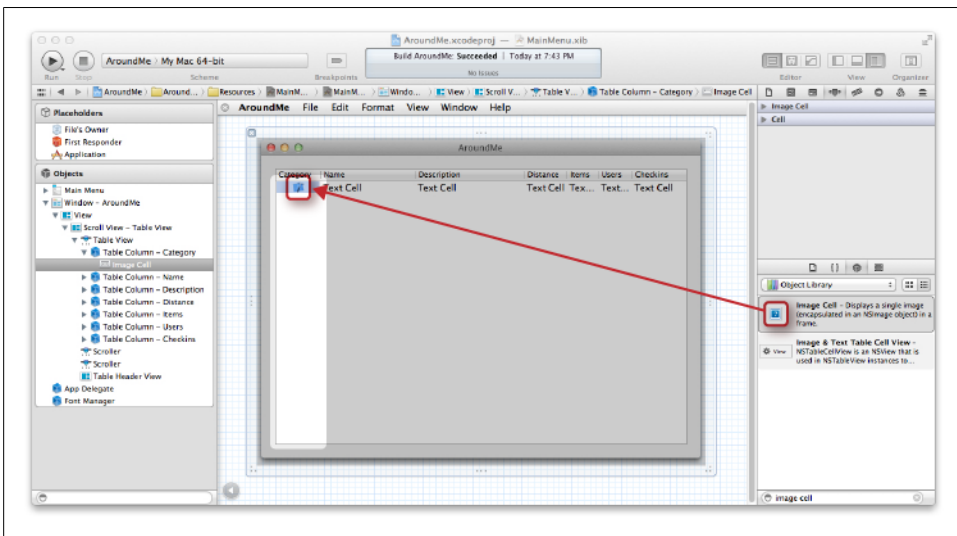 AroundMe.xcodeproj — MainMenu.xib
AroundMe › My Mac 64-bit
Build AroundMe: Succeeded | Today at 7:43 PM
No Issues
Run Stop Scheme Breakpoints Editor View Organizer
AroundMe › Around... › Resources › MainM... › MainM... › Windo... › View › Scroll V... › Table V... › Table Column – Category › Image Cell
Placeholders
File's Owner
First Responder
Application
Objects
Main Menu
Window – AroundMe
View
Scroll View – Table View
Table View
Table Column – Category
Image Cell
Table Column – Name
Table Column – Description
Table Column – Distance
Table Column – Items
Table Column – Users
Table Column – Checkins
Scroller
Scroller
Table Header View
App Delegate
Font Manager
AroundMe File Edit Format View Window Help
AroundMe
Category Name Description Distance Items Users Checkins
Text Cell Text Cell Text Cell Tex... Text... Text Cell
Image Cell
Cell
{}
Object Library
Image Cell – Displays a single image
(encapsulated in an NSImage object) in a
frame.
View
Image & Text Table Cell View –
NSTableCellView is an NSView that is
used in NSTableView instances to...
image cell